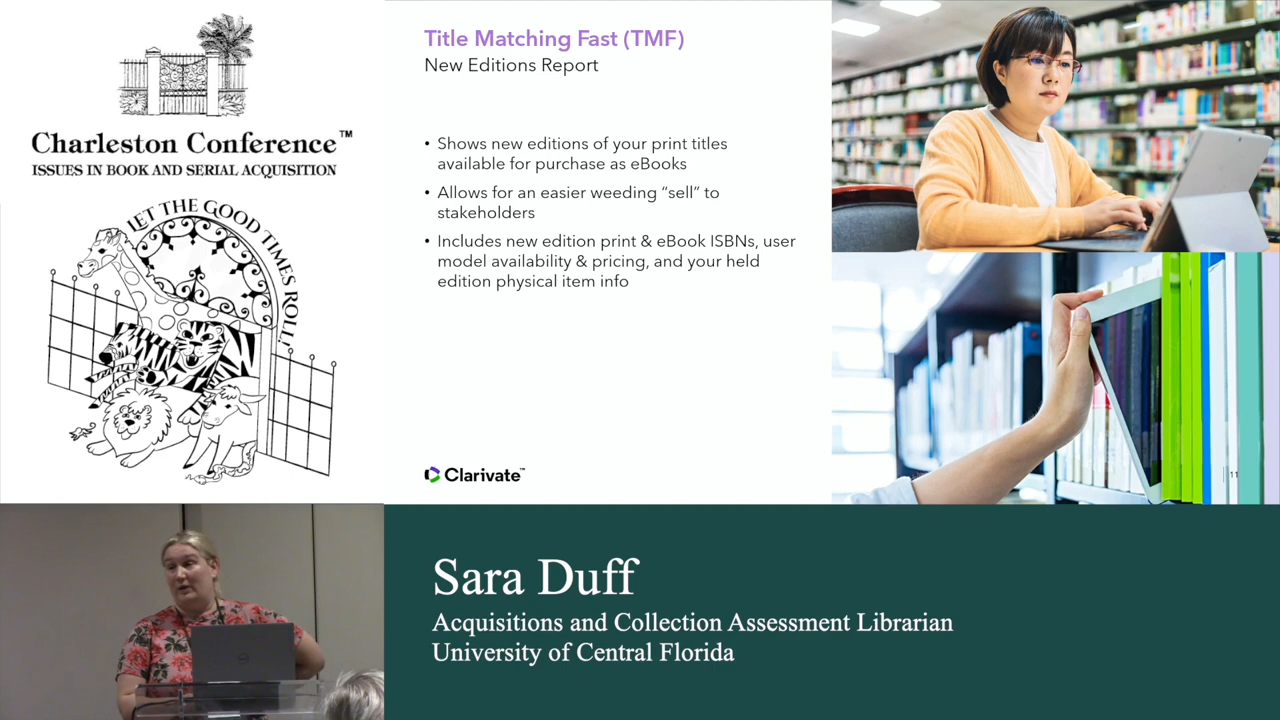 Charleston Conference™
ISSUES IN BOOK AND SERIAL ACQUISITION
LET THE GOOD TIMES ROLL!
Title Matching Fast (TMF)
New Editions Report
• Shows new editions of your print titles
available for purchase as eBooks
• Allows for an easier weeding “sell” to
stakeholders
• Includes new edition print & eBook ISBNs, user
model availability & pricing, and your held
edition physical item info
Clarivate™
11
Sara Duff
Acquisitions and Collection Assessment Librarian
University of Central Florida